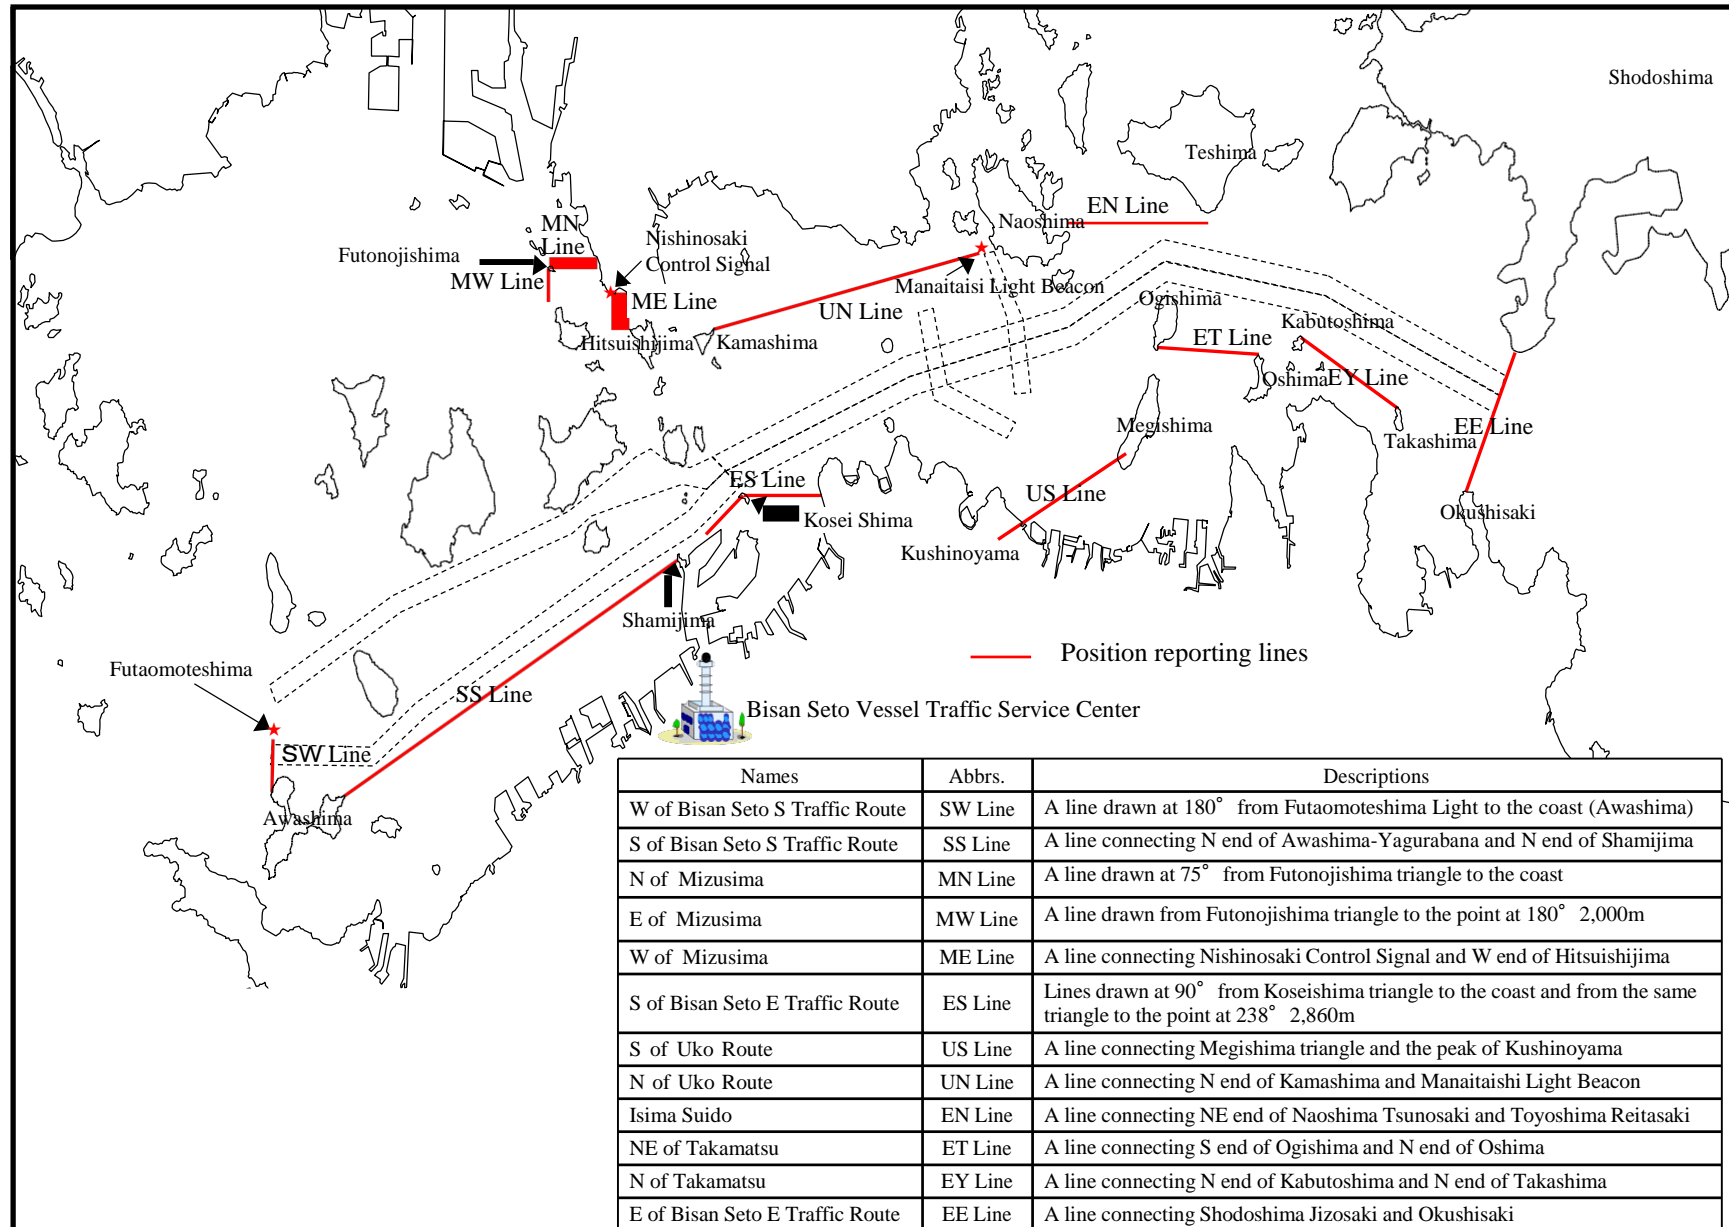 Shodoshima
Teshima
EN Line
Naoshima
MN
Line
Nishinosaki
Control Signal
Futonojishima
MW Line
ME Line
Manaitaisi Light Beacon
UN Line
Ogishima
Kabutoshima
Hitsuishijima
Kamashima
ET Line
Oshima
EY Line
Megishima
EE Line
Takashima
ES Line
US Line
Kosei Shima
Okushisaki
Kushinoyama
Shamijima
Position reporting lines
Futaomoteshima
SS Line
Bisan Seto Vessel Traffic Service Center
SW Line
Awashima
Names Abbrs. Descriptions
W of Bisan Seto S Traffic Route SW Line A line drawn at 180° from Futaomoteshima Light to the coast (Awashima)
S of Bisan Seto S Traffic Route SS Line A line connecting N end of Awashima-Yagurabana and N end of Shamijima
N of Mizusima MN Line A line drawn at 75° from Futonojishima triangle to the coast
E of Mizusima MW Line A line drawn from Futonojishima triangle to the point at 180° 2,000m
W of Mizusima ME Line A line connecting Nishinosaki Control Signal and W end of Hitsuishijima
S of Bisan Seto E Traffic Route ES Line Lines drawn at 90° from Koseishima triangle to the coast and from the same
triangle to the point at 238° 2,860m
S of Uko Route US Line A line connecting Megishima triangle and the peak of Kushinoyama
N of Uko Route UN Line A line connecting N end of Kamashima and Manaitaishi Light Beacon
Isima Suido EN Line A line connecting NE end of Naoshima Tsunosaki and Toyoshima Reitasaki
NE of Takamatsu ET Line A line connecting S end of Ogishima and N end of Oshima
N of Takamatsu EY Line A line connecting N end of Kabutoshima and N end of Takashima
E of Bisan Seto E Traffic Route EE Line A line connecting Shodoshima Jizosaki and Okushisaki